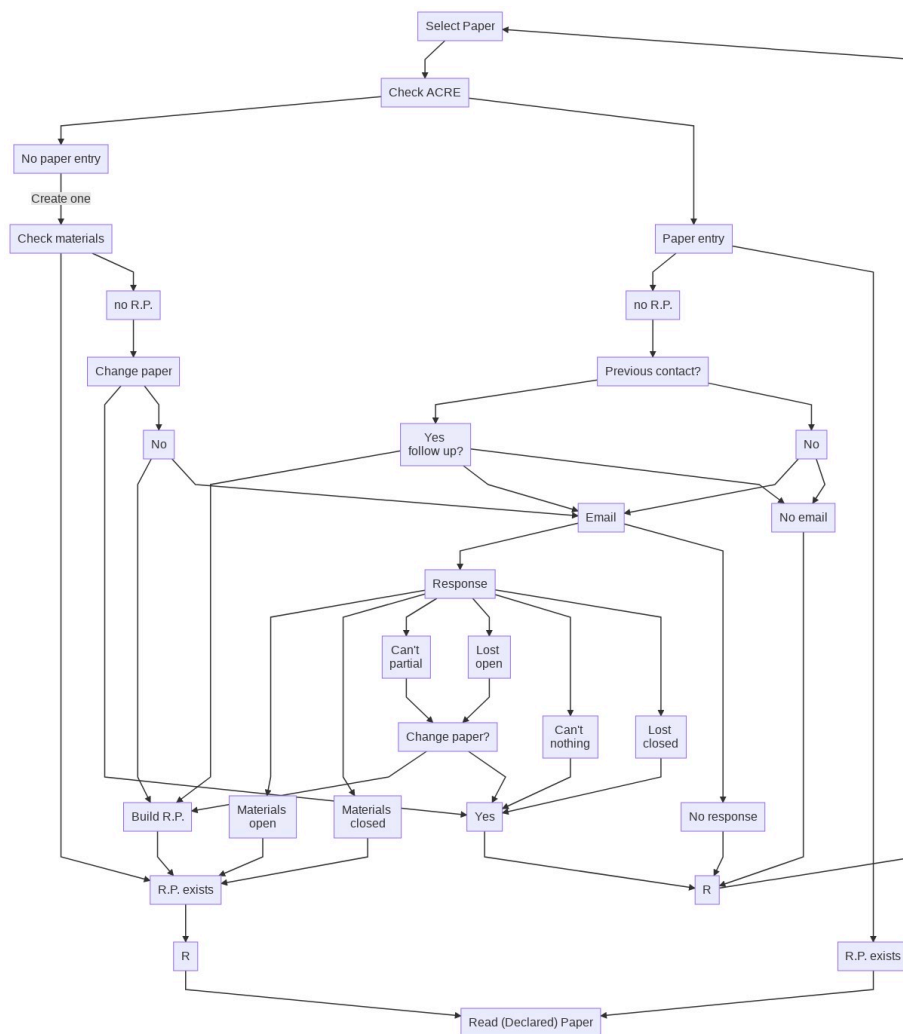 Select Paper
Check ACRE
No paper entry
Create one
Check materials
Paper entry
no R.P.
no R.P.
Change paper
Previous contact?
No
Yes
follow up?
No
Email
No email
Response
Can't
partial
Lost
open
Change paper?
Can't
nothing
Lost
closed
Build R.P.
Materials
open
Materials
closed
Yes
No response
R.P. exists
R
R
R.P. exists
Read (Declared) Paper